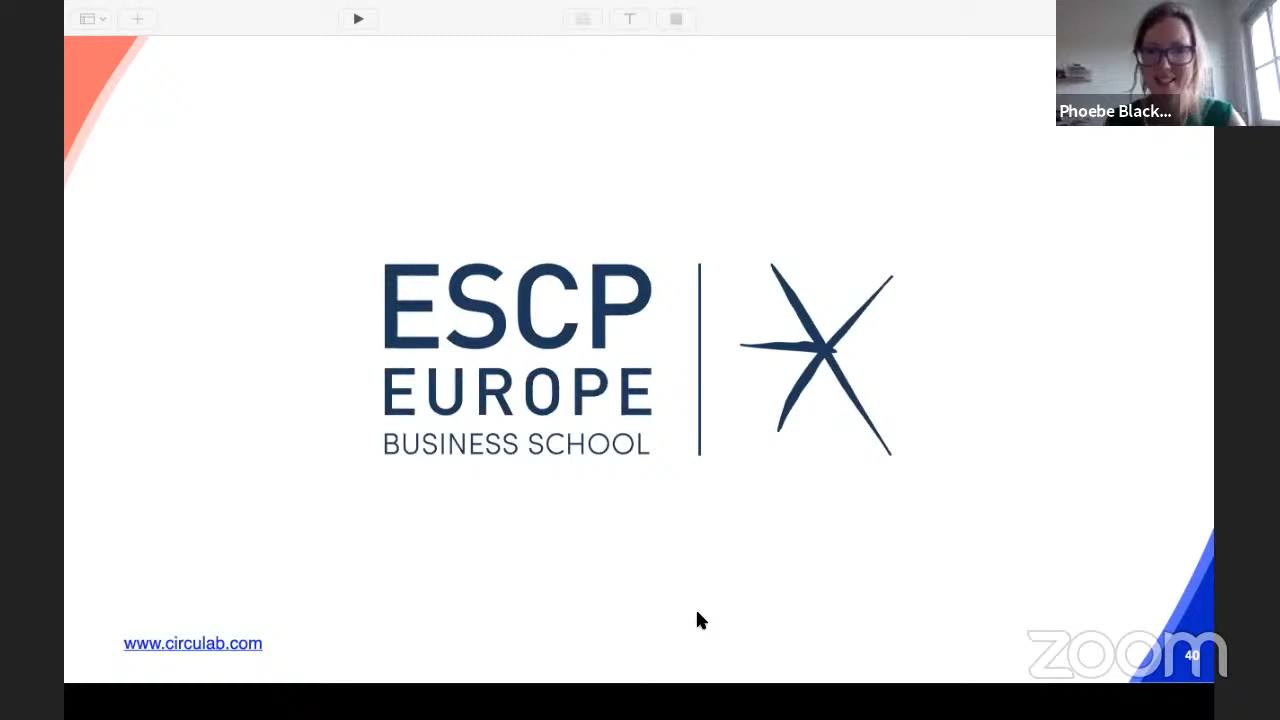 T
Phoebe Black...
ESCP
EUROPE
BUSINESS SCHOOL
www.circulab.com
zoom
40